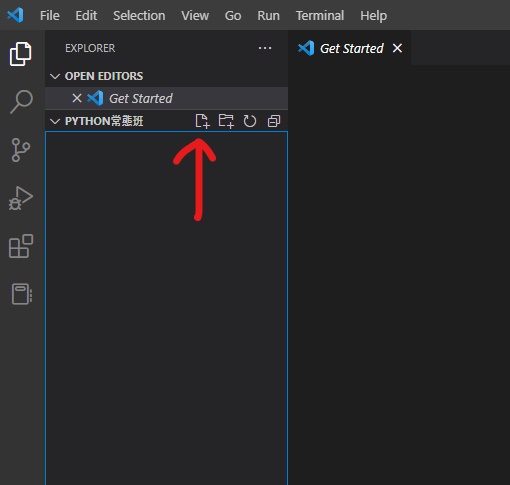 File Edit Selection View Go Run Terminal Help
EXPLORER
Get Started
OPEN EDITORS
Get Started
PYTHON常態班